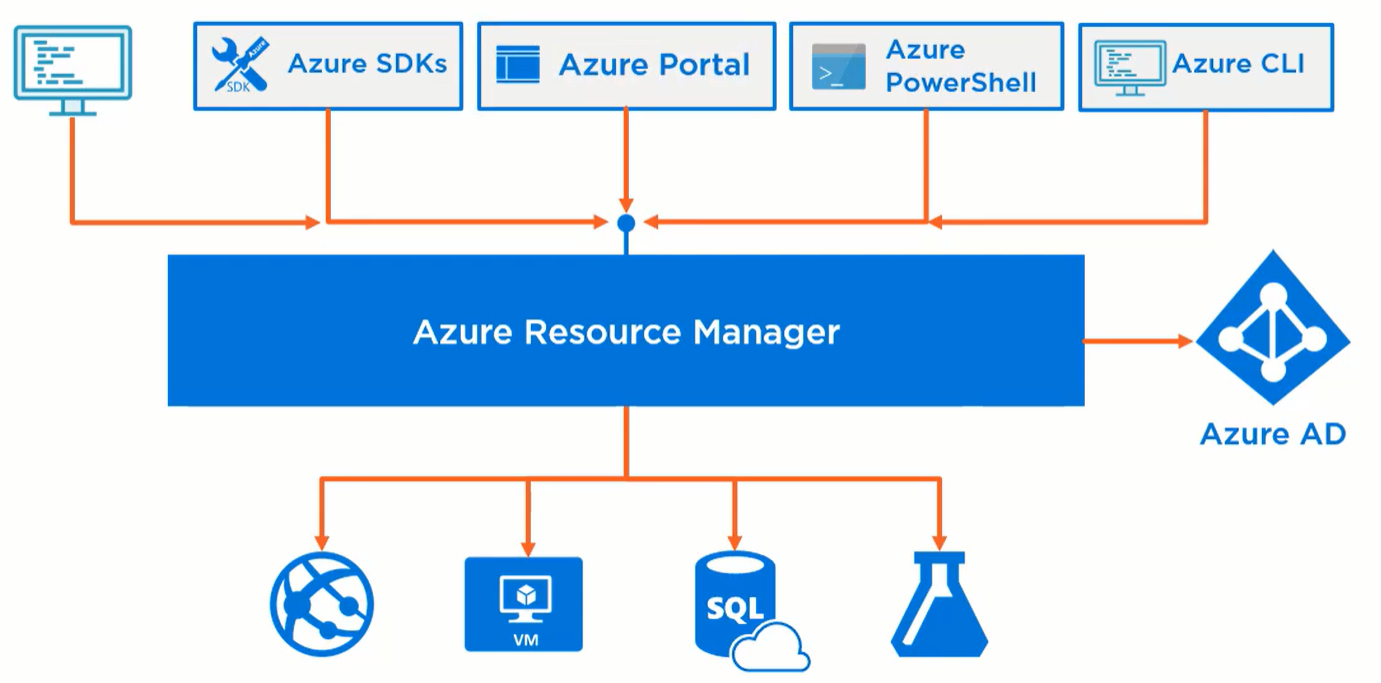 Azure
SDK
Azure SDKs
Azure Portal
>_
Azure
PowerShell
Azure CLI
Azure Resource Manager
Azure AD
VM
SQL